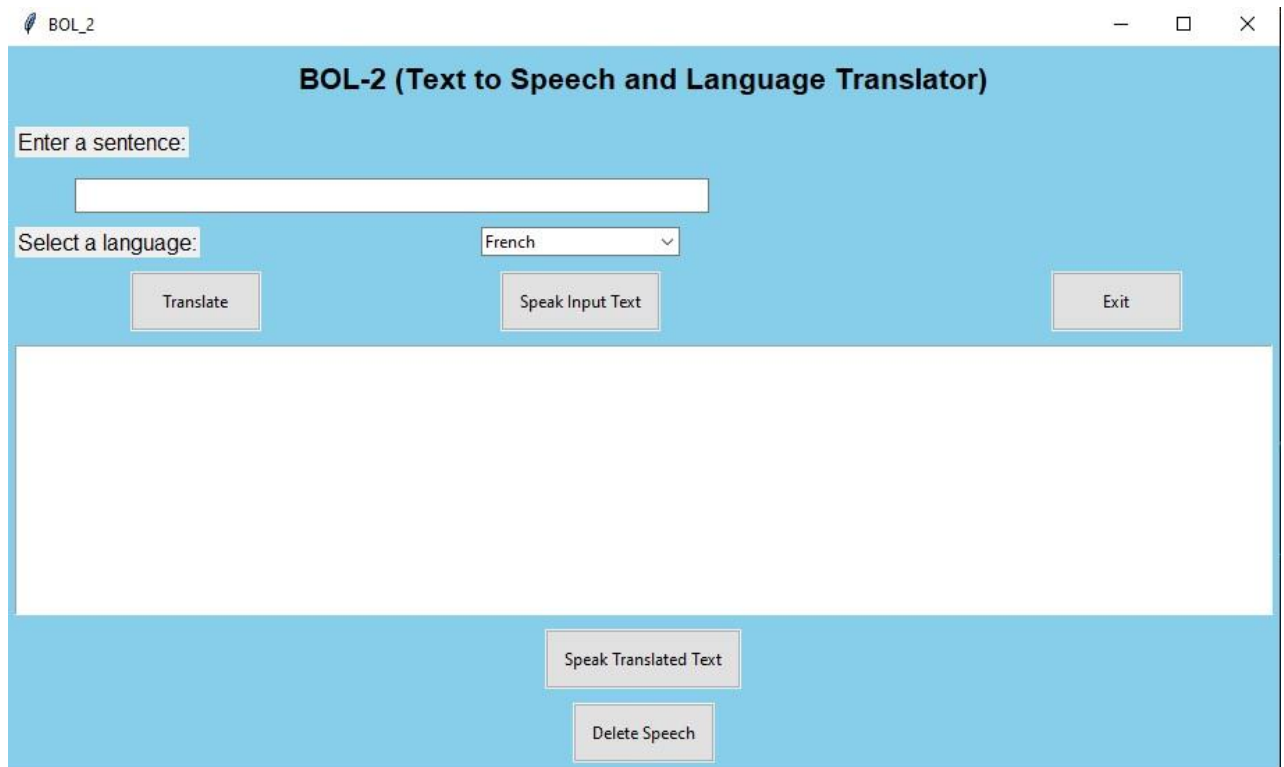 BOL_2
BOL-2 (Text to Speech and Language Translator)
Enter a sentence:
Select a language:
French
Translate
Speak Input Text
Exit
Speak Translated Text
Delete Speech